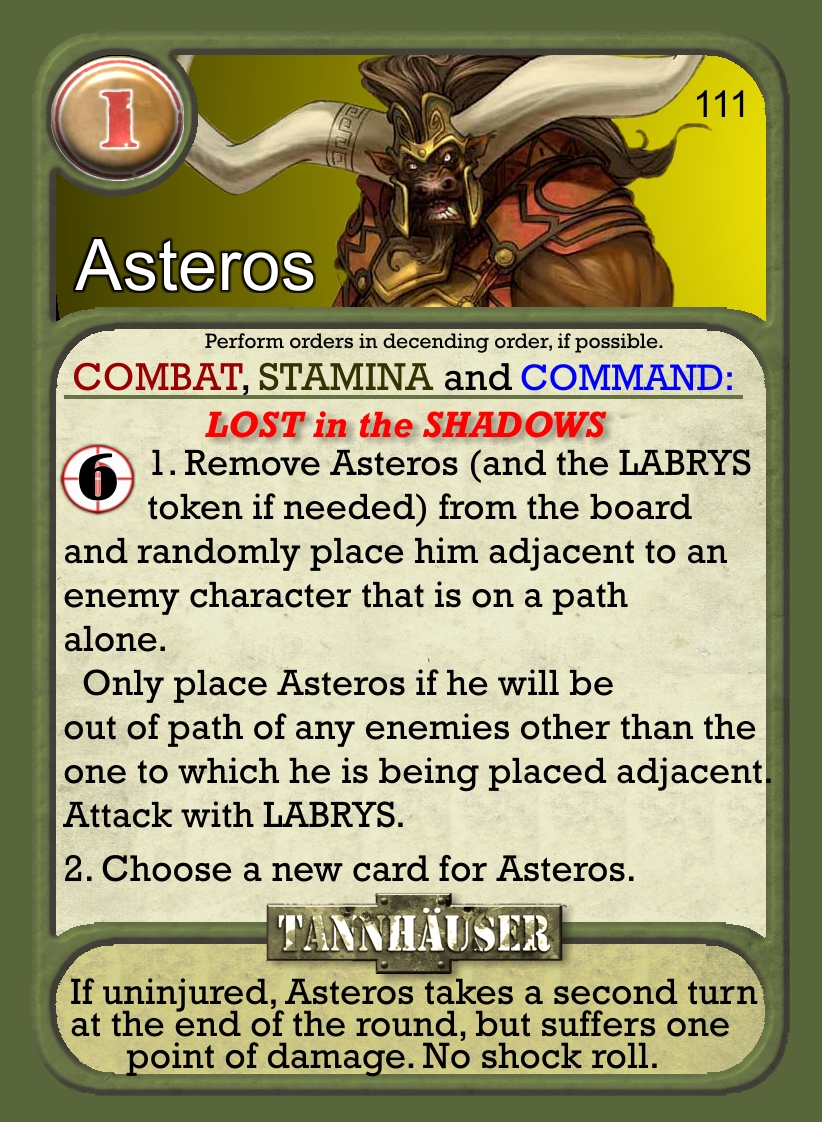 1
111
Asteros
Perform orders in decending order, if possible.
COMBAT, STAMINA and COMMAND:
LOST in the SHADOWS
6
1. Remove Asteros (and the LABRYS
token if needed) from the board
and randomly place him adjacent to an
enemy character that is on a path
alone.
Only place Asteros if he will be
out of path of any enemies other than the
one to which he is being placed adjacent.
Attack with LABRYS.
2. Choose a new card for Asteros.
TANNHÄUSER
If uninjured, Asteros takes a second turn
at the end of the round, but suffers one
point of damage. No shock roll.